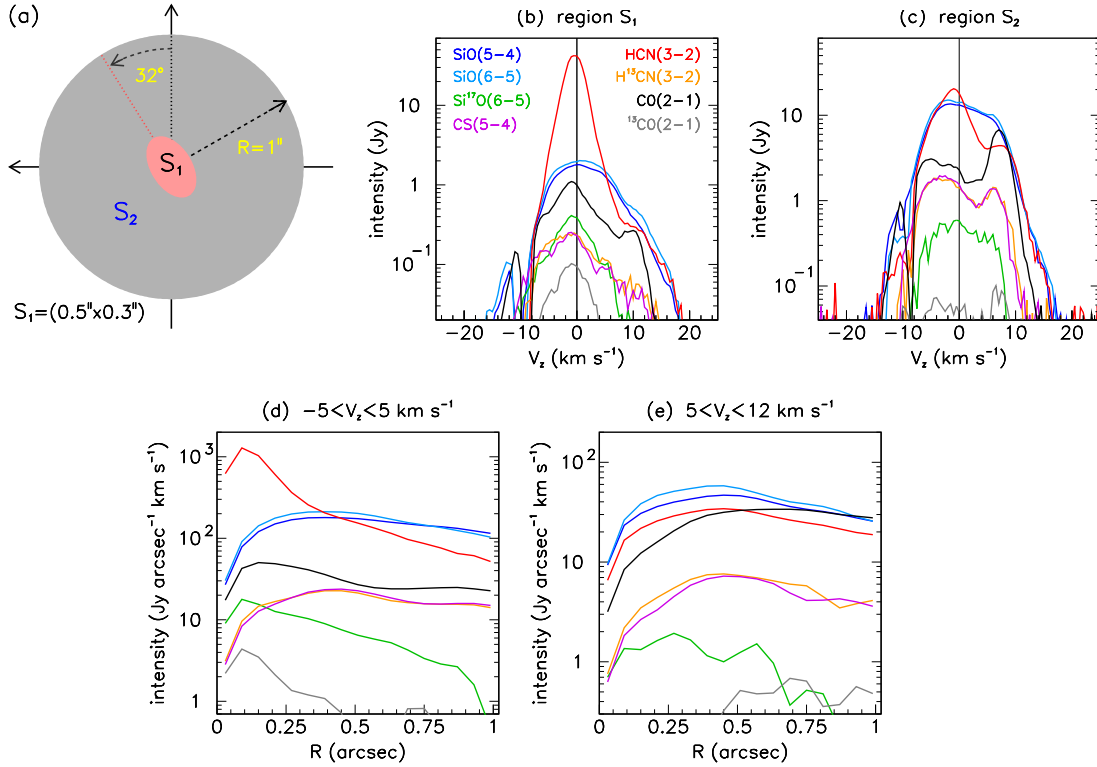 (a)
32°
R=1"
S₁
S₂
S₁=(0.5"x0.3")
(b) region S₁
SiO(5−4)
SiO(6−5)
Si¹⁷O(6−5)
CS(5−4)
HCN(3−2)
H¹³CN(3−2)
CO(2−1)
¹³CO(2−1)
intensity (Jy)
10
1
10⁻¹
−20 −10 0 10 20
V_z (km s⁻¹)
(c) region S₂
intensity (Jy)
10
1
10⁻¹
−20 −10 0 10 20
V_z (km s⁻¹)
(d) −5<V_z<5 km s⁻¹
intensity (Jy arcsec⁻¹ km s⁻¹)
10³
10²
10
1
0 0.25 0.5 0.75 1
R (arcsec)
(e) 5<V_z<12 km s⁻¹
intensity (Jy arcsec⁻¹ km s⁻¹)
10²
10
1
0 0.25 0.5 0.75 1
R (arcsec)